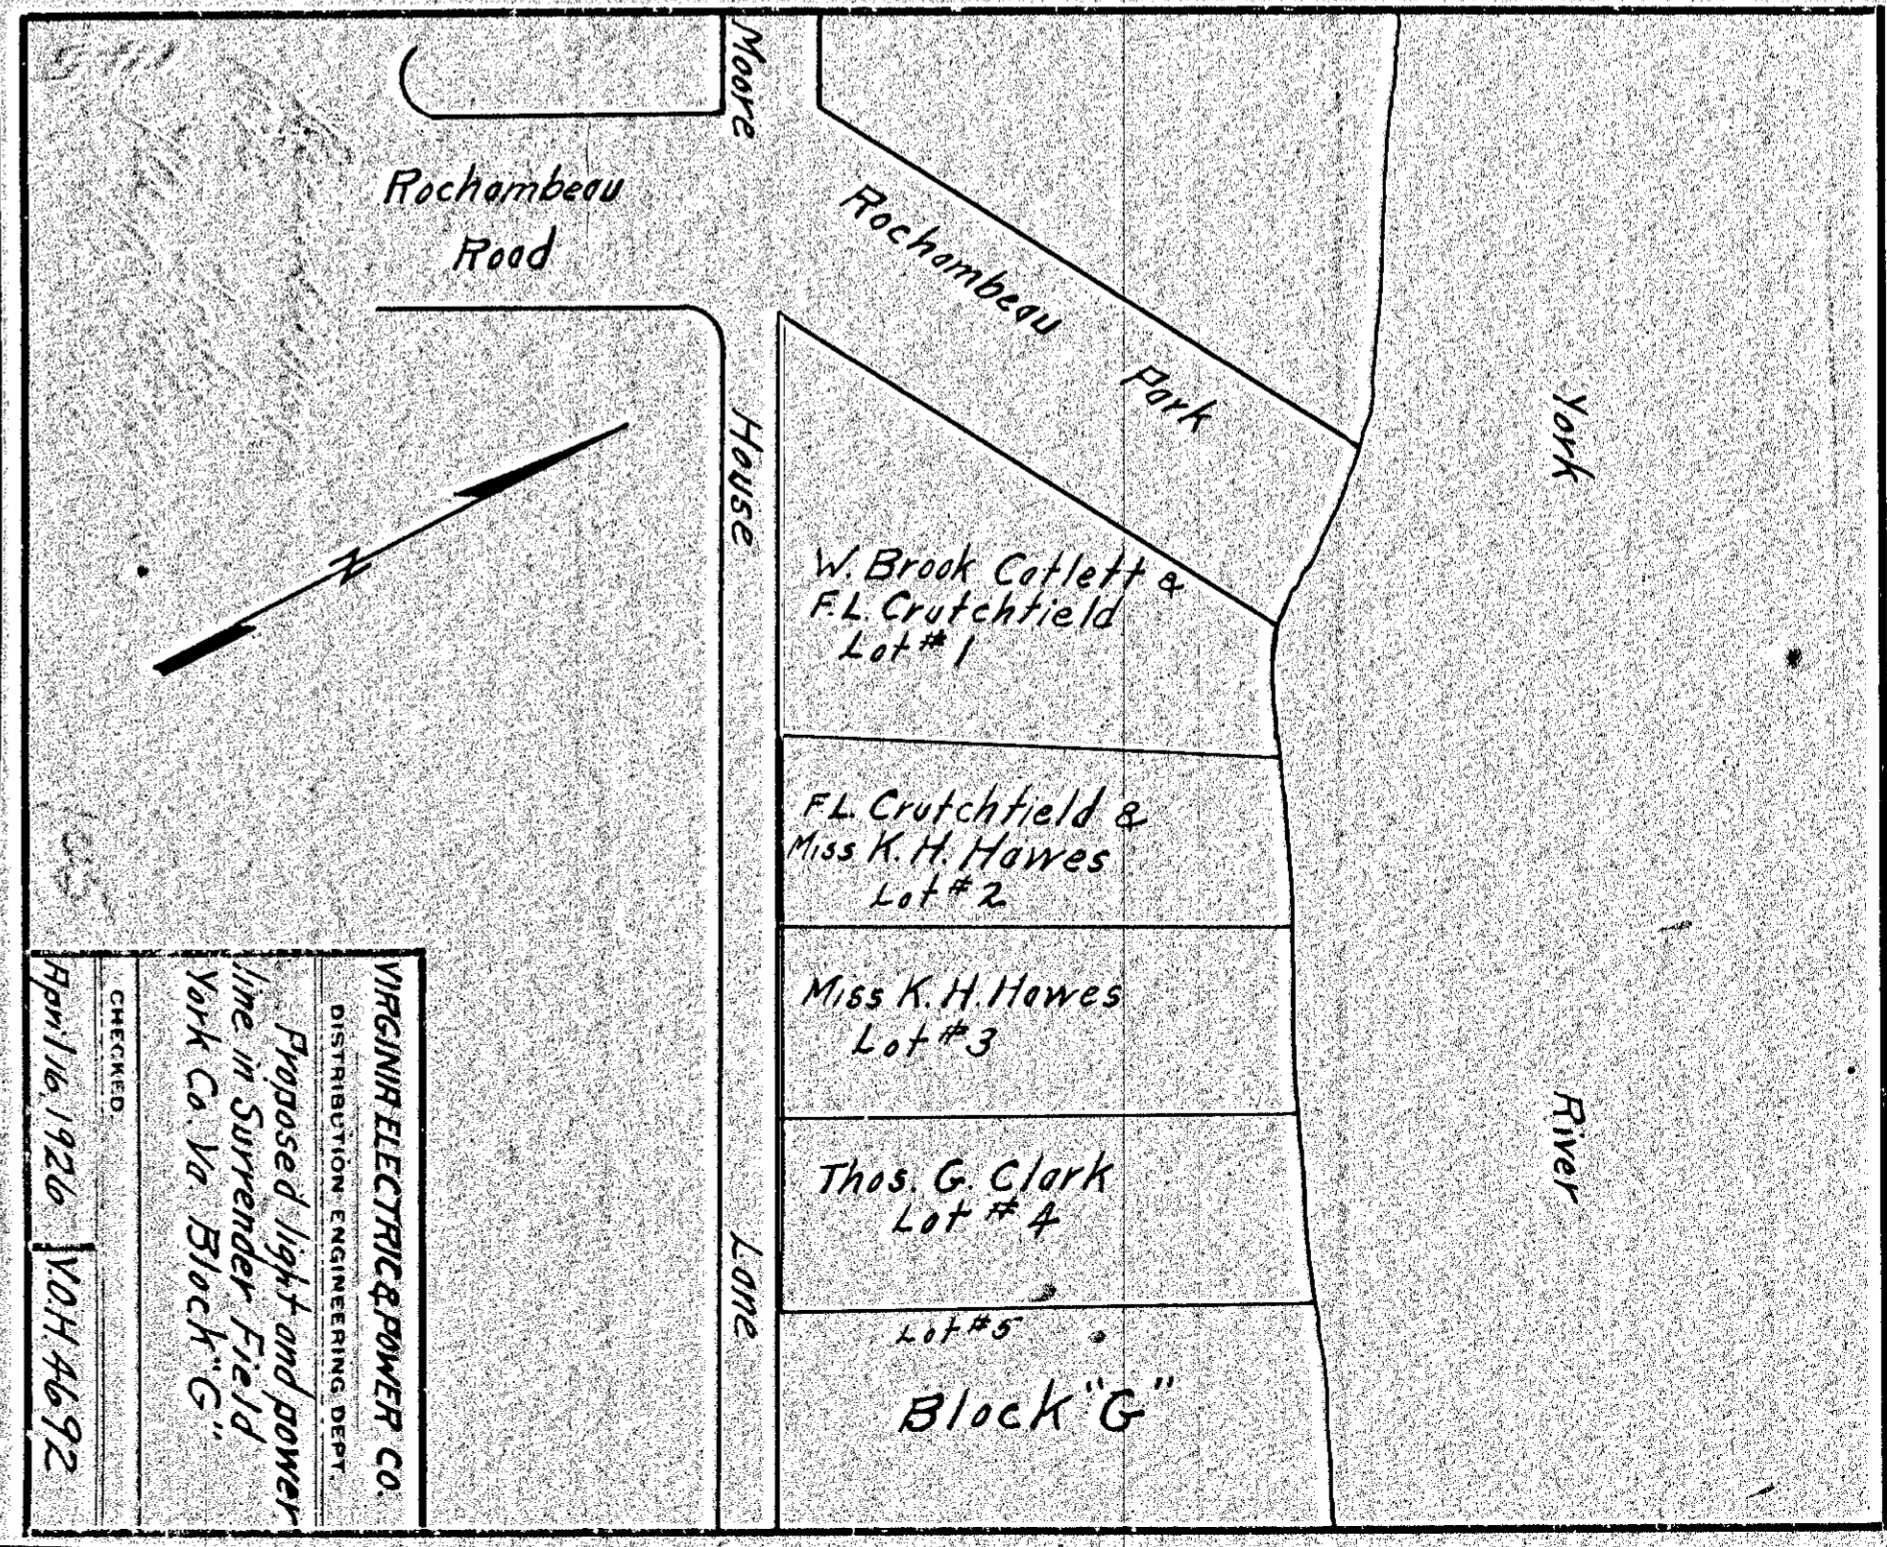 Moore
House
Lane
Rochambeau
Road
Rochambeau
Park
York
River
N
W. Brook Catlett &
F.L. Crutchfield
Lot #1
F.L. Crutchfield &
Miss K. H. Hawes
Lot #2
Miss K. H. Hawes
Lot #3
Thos. G. Clark
Lot #4
Lot #5
Block "G"
VIRGINIA ELECTRIC & POWER CO.
DISTRIBUTION ENGINEERING DEPT.
Proposed light and power
line in Surrender Field
York Co. Va Block "G".
CHECKED
April 16, 1926 V.O.H. A692